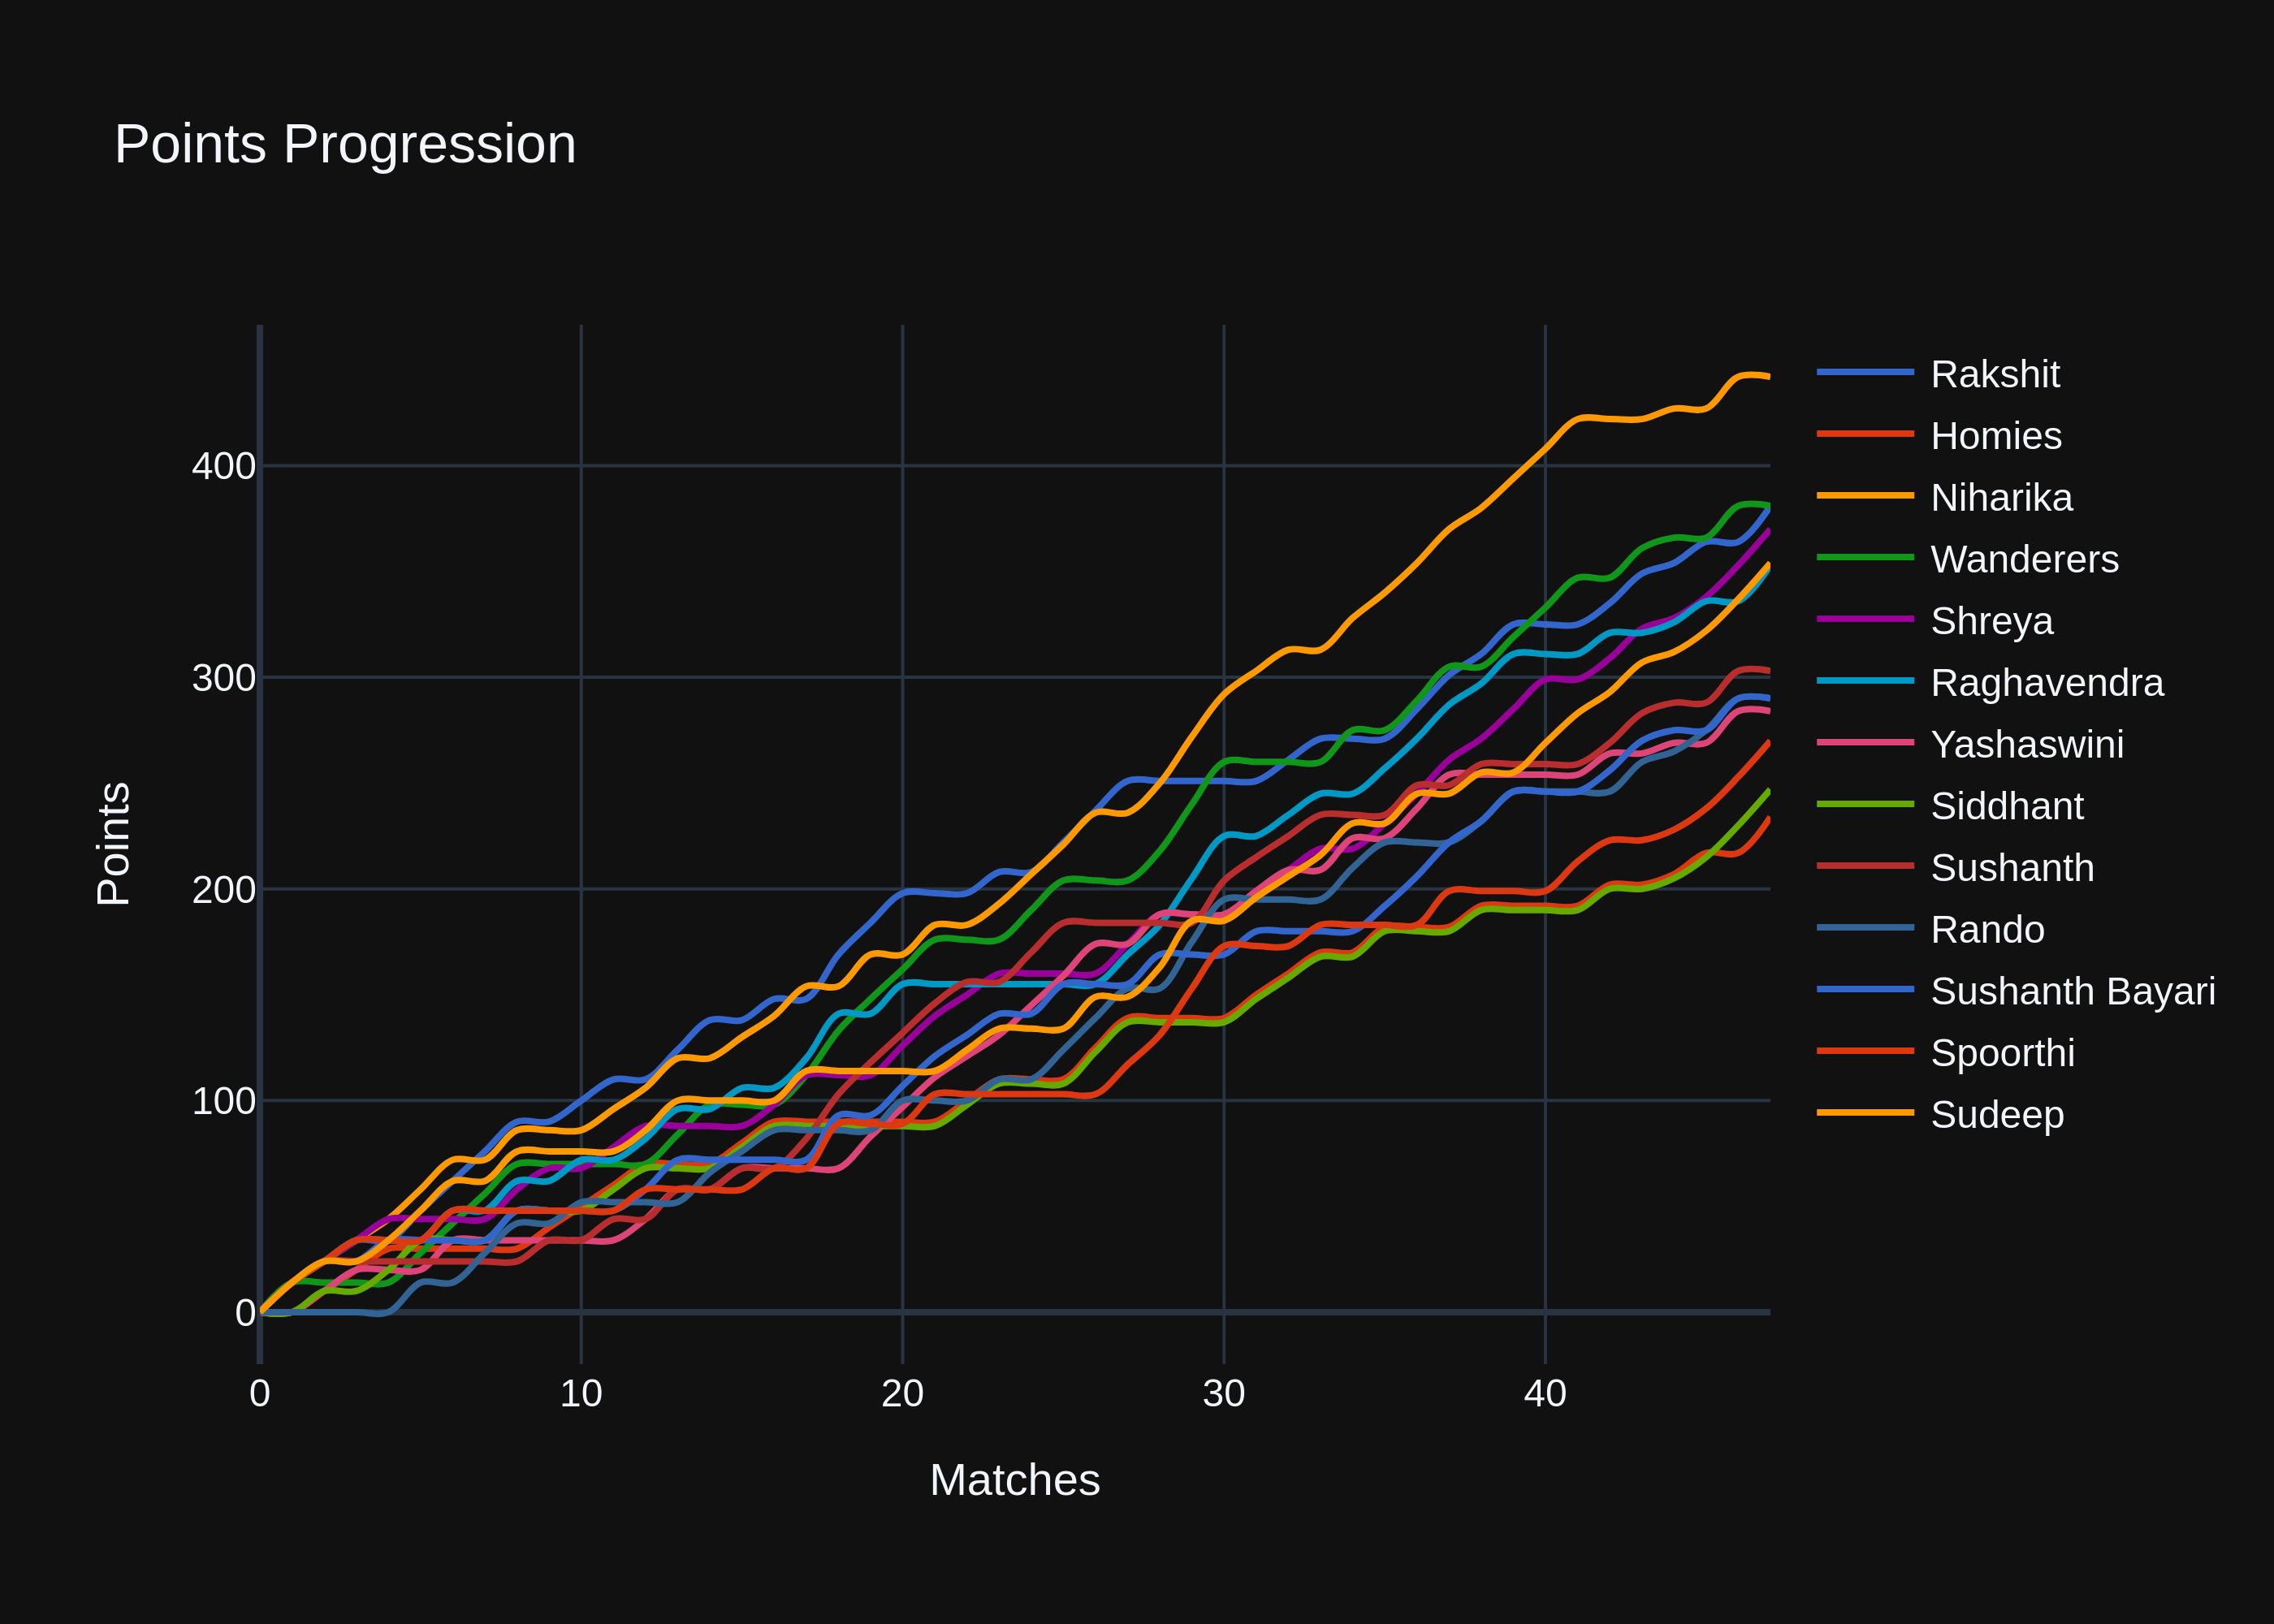 Points Progression
Rakshit
Homies
Niharika
Wanderers
Shreya
Raghavendra
Yashaswini
Siddhant
Sushanth
Rando
Sushanth Bayari
Spoorthi
Sudeep
400
300
200
100
0
Points
0 10 20 30 40
Matches